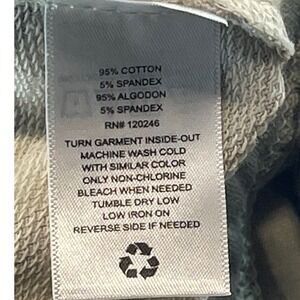 95% COTTON
5% SPANDEX
95% ALGODON
5% SPANDEX
RN# 120246
TURN GARMENT INSIDE-OUT
MACHINE WASH COLD
WITH SIMILAR COLOR
ONLY NON-CHLORINE
BLEACH WHEN NEEDED
TUMBLE DRY LOW
LOW IRON ON
REVERSE SIDE IF NEEDED